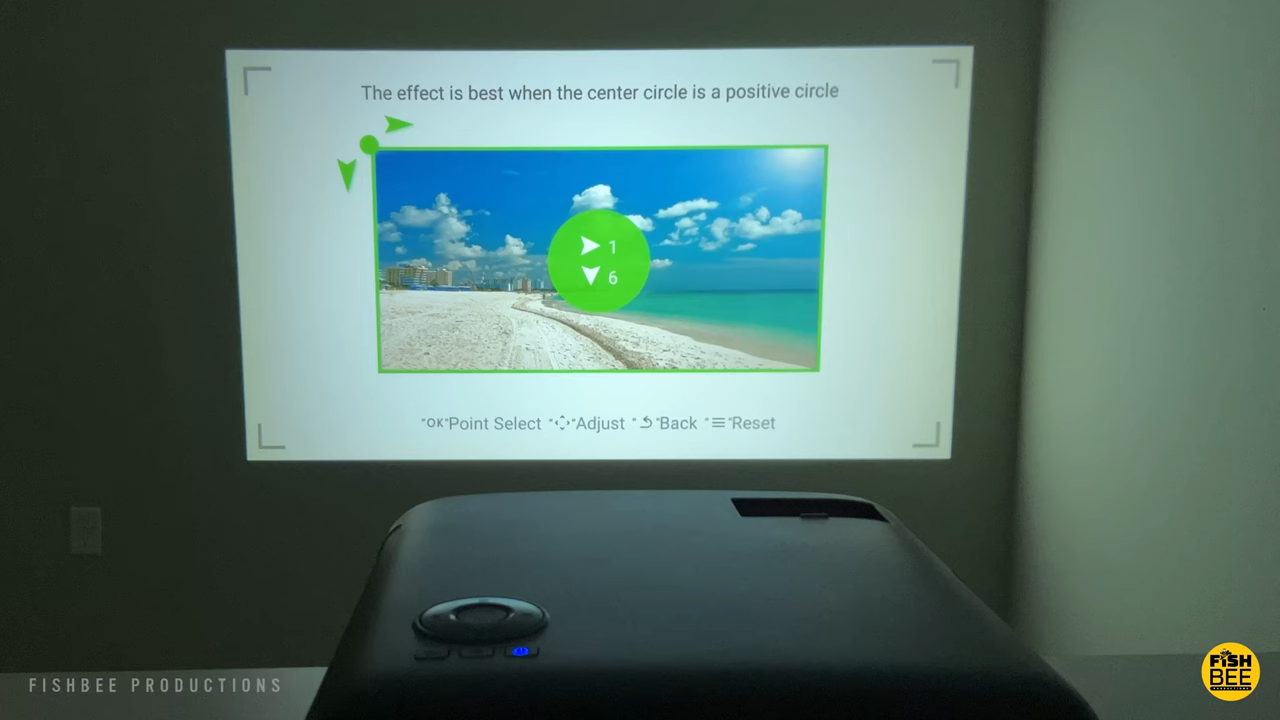 The effect is best when the center circle is a positive circle
1
6
"OK"Point Select "✥"Adjust "⮌"Back "☰"Reset
FISHBEE PRODUCTIONS
FISH
BEE